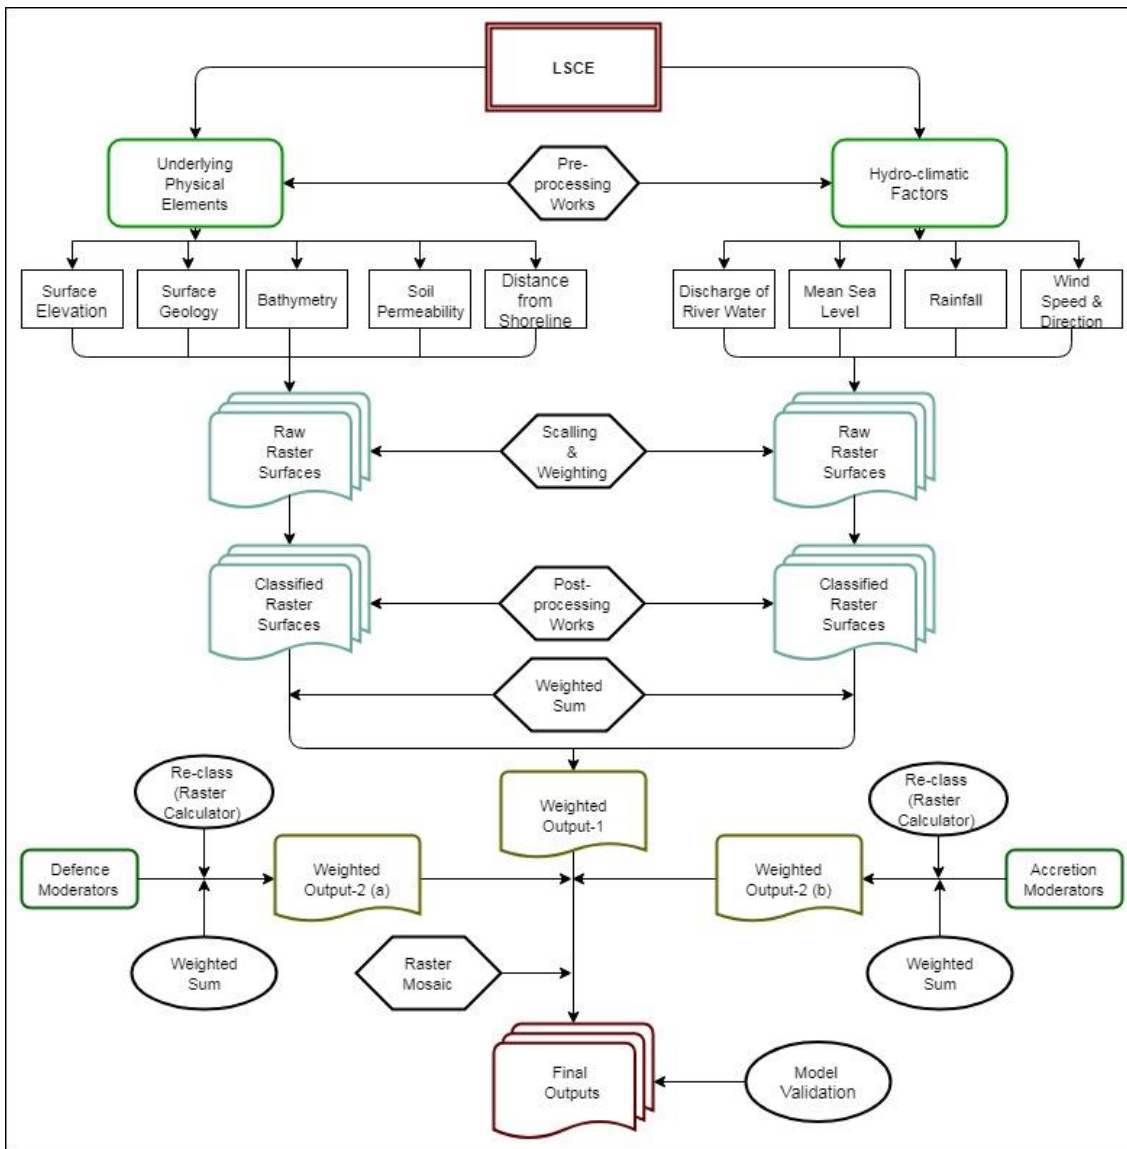 LSCE
Underlying
Physical
Elements
Pre-
processing
Works
Hydro-climatic
Factors
Surface
Elevation
Surface
Geology
Bathymetry
Soil
Permeability
Distance
from
Shoreline
Discharge of
River Water
Mean Sea
Level
Rainfall
Wind
Speed &
Direction
Raw
Raster
Surfaces
Scalling
&
Weighting
Raw
Raster
Surfaces
Classified
Raster
Surfaces
Post-
processing
Works
Classified
Raster
Surfaces
Weighted
Sum
Re-class
(Raster
Calculator)
Weighted
Output-1
Re-class
(Raster
Calculator)
Defence
Moderators
Weighted
Output-2 (a)
Weighted
Output-2 (b)
Accretion
Moderators
Weighted
Sum
Raster
Mosaic
Weighted
Sum
Final
Outputs
Model
Validation